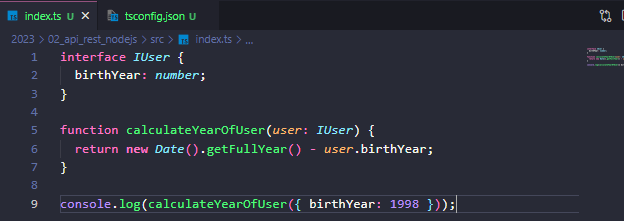 index.ts U tsconfig.json U
2023 > 02_api_rest_nodejs > src > index.ts > ...
1 interface IUser {
2 birthYear: number;
3 }
4
5 function calculateYearOfUser(user: IUser) {
6 return new Date().getFullYear() - user.birthYear;
7 }
8
9 console.log(calculateYearOfUser({ birthYear: 1998 }));